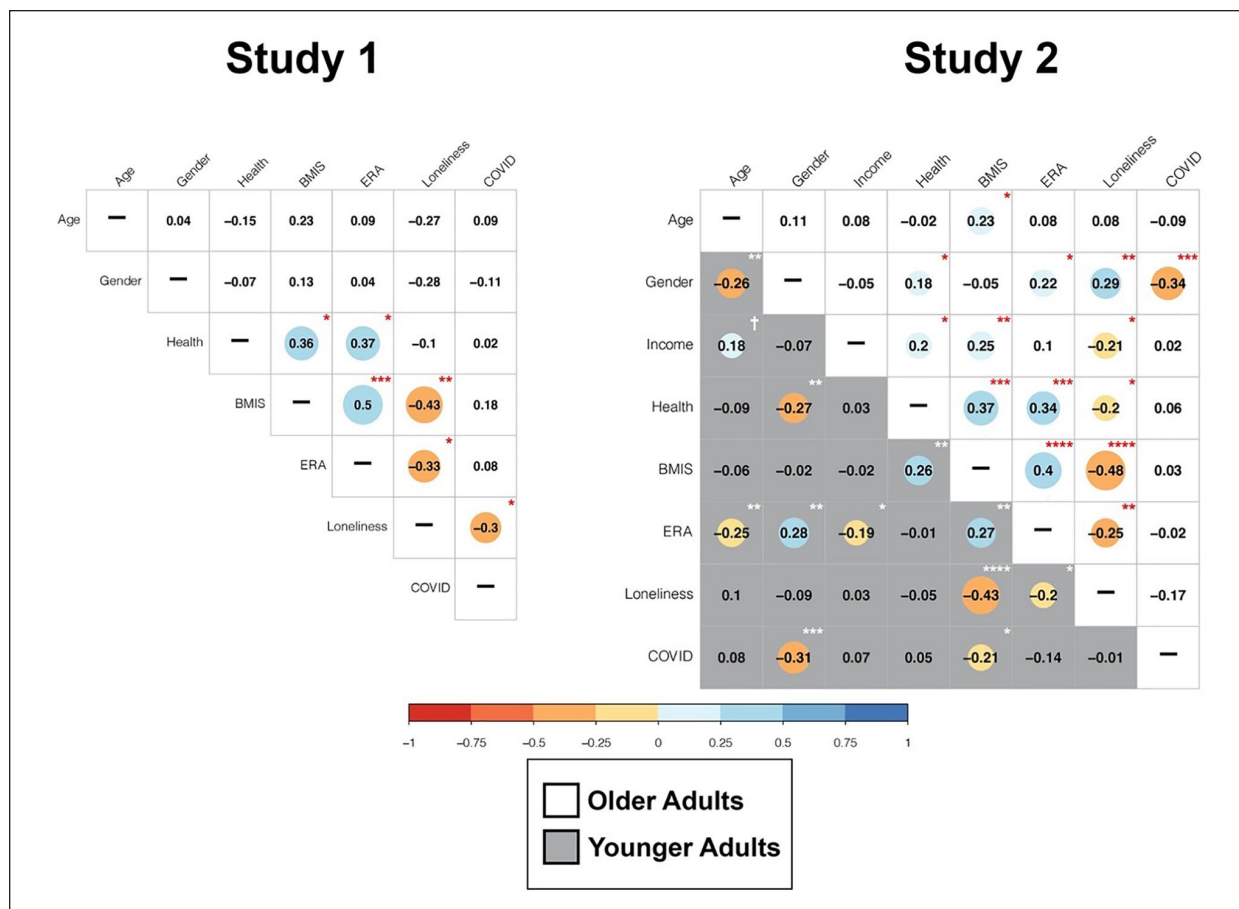 Study 1
Study 2
Age Gender Health BMIS ERA Loneliness COVID
Age — 0.04 −0.15 0.23 0.09 −0.27 0.09
Gender — −0.07 0.13 0.04 −0.28 −0.11
Health — 0.36 * 0.37 * −0.1 0.02
BMIS — 0.5 *** −0.43 ** 0.18
ERA — −0.33 * 0.08
Loneliness — −0.3 *
COVID —
Age Gender Income Health BMIS ERA Loneliness COVID
Age — 0.11 0.08 −0.02 0.23 * 0.08 0.08 −0.09
Gender −0.26 ** — −0.05 0.18 * −0.05 0.22 * 0.29 ** −0.34 ***
Income 0.18 † −0.07 — 0.2 * 0.25 ** 0.1 −0.21 * 0.02
Health −0.09 −0.27 ** 0.03 — 0.37 *** 0.34 *** −0.2 * 0.06
BMIS −0.06 −0.02 −0.02 0.26 ** — 0.4 **** −0.48 **** 0.03
ERA −0.25 ** 0.28 ** −0.19 * −0.01 0.27 ** — −0.25 ** −0.02
Loneliness 0.1 −0.09 0.03 −0.05 −0.43 **** −0.2 * — −0.17
COVID 0.08 −0.31 *** 0.07 0.05 −0.21 * −0.14 −0.01 —
−1 −0.75 −0.5 −0.25 0 0.25 0.5 0.75 1
Older Adults
Younger Adults